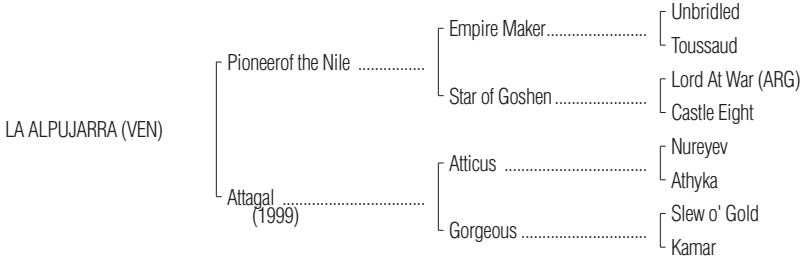 Unbridled
Empire Maker..........................
Toussaud
Pioneerof the Nile ................
Lord At War (ARG)
Star of Goshen........................
Castle Eight
LA ALPUJARRA (VEN)
Nureyev
Atticus .....................................
Athyka
Attagal .....................................
(1999)
Slew o' Gold
Gorgeous .................................
Kamar